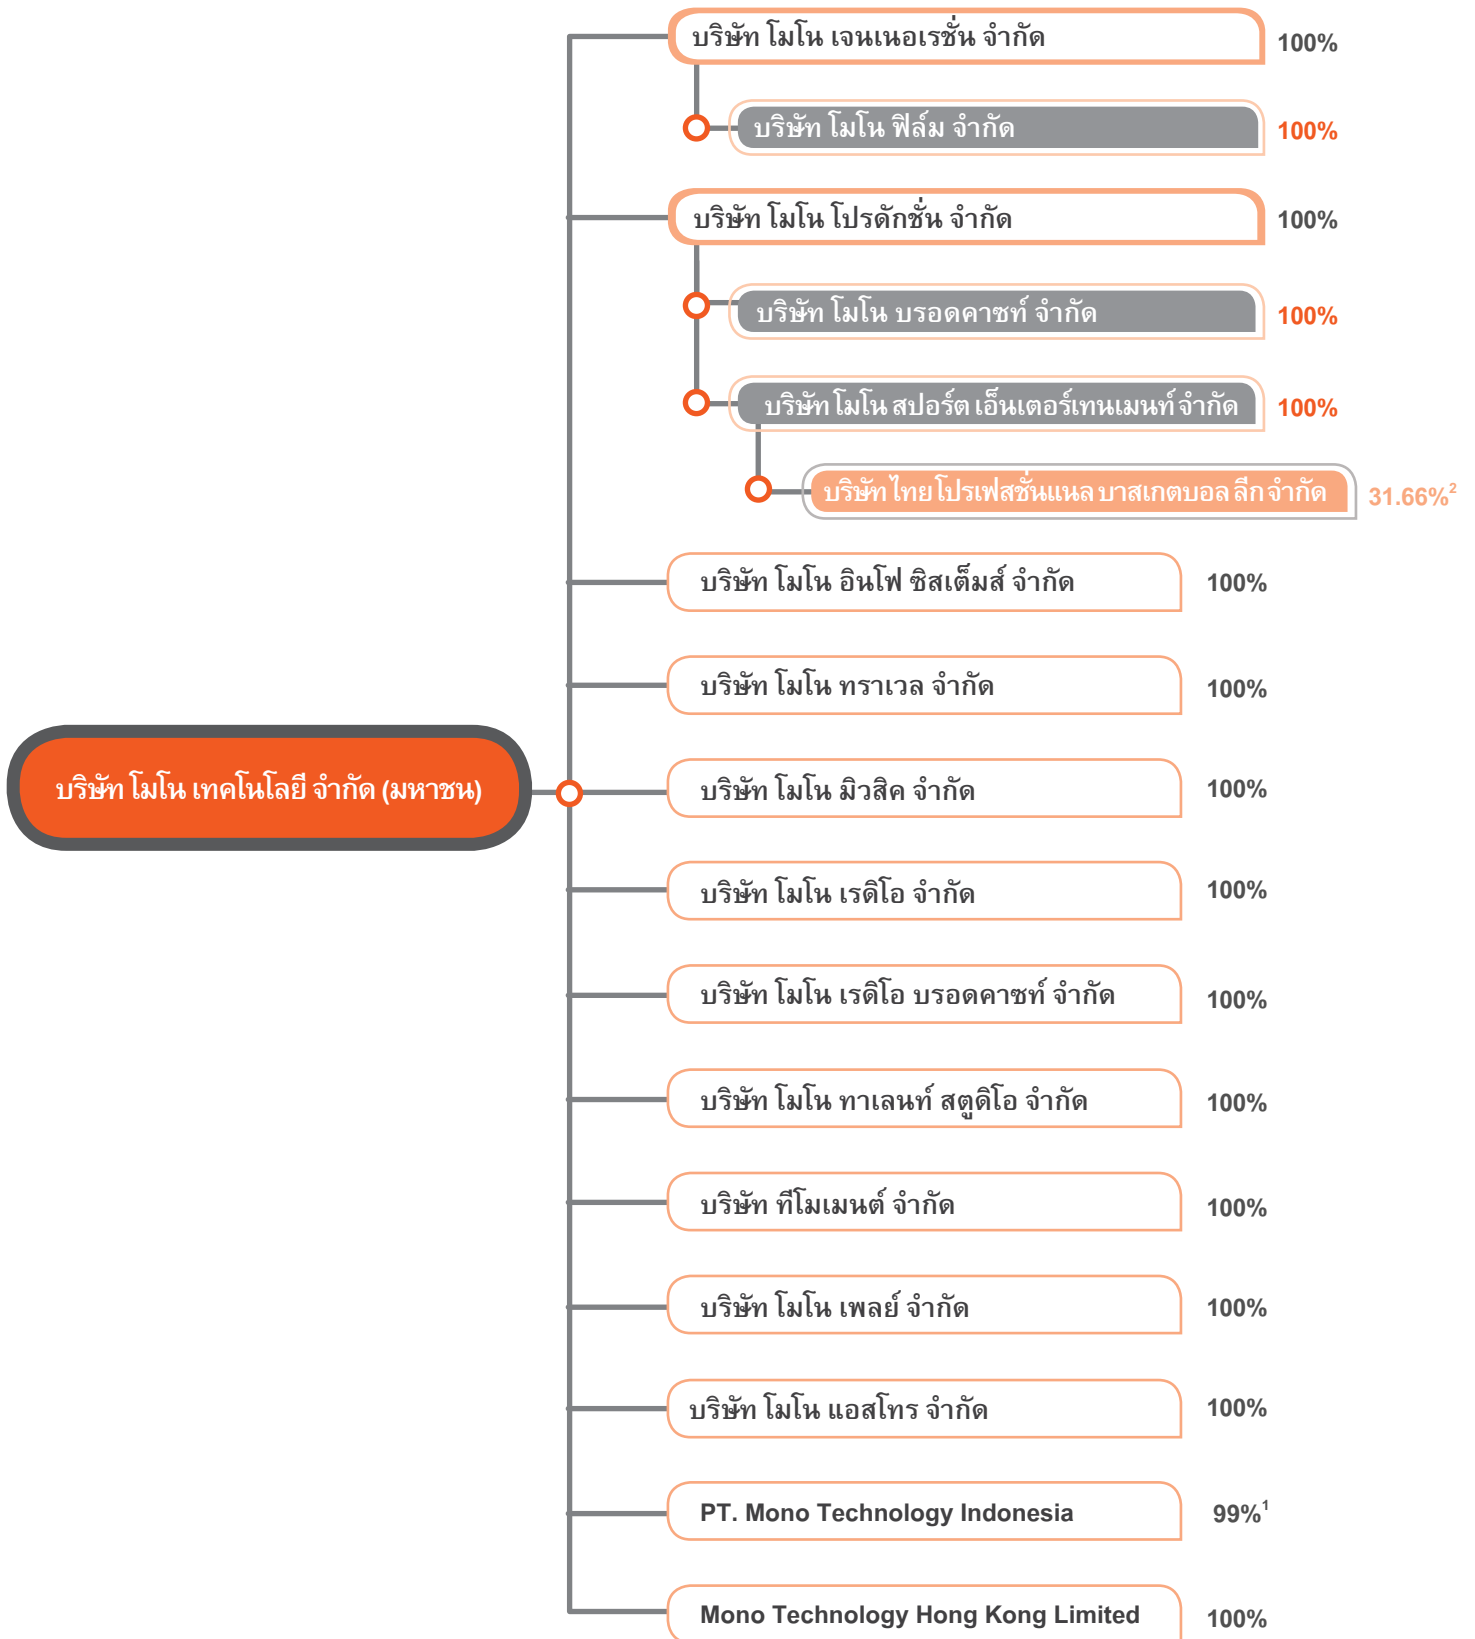 บริษัท โมโน เจนเนอเรชั่น จำกัด 100%
บริษัท โมโน ฟิล์ม จำกัด 100%
บริษัท โมโน โปรดักชั่น จำกัด 100%
บริษัท โมโน บรอดคาซท์ จำกัด 100%
บริษัท โมโน สปอร์ต เอ็นเตอร์เทนเมนท์ จำกัด 100%
บริษัท ไทย โปรเฟสชั่นแนล บาสเกตบอล ลีก จำกัด 31.66%²
บริษัท โมโน อินโฟ ซิสเต็มส์ จำกัด 100%
บริษัท โมโน ทราเวล จำกัด 100%
บริษัท โมโน เทคโนโลยี จำกัด (มหาชน)
บริษัท โมโน มิวสิค จำกัด 100%
บริษัท โมโน เรดิโอ จำกัด 100%
บริษัท โมโน เรดิโอ บรอดคาซท์ จำกัด 100%
บริษัท โมโน ทาเลนท์ สตูดิโอ จำกัด 100%
บริษัท ทีโมเมนต์ จำกัด 100%
บริษัท โมโน เพลย์ จำกัด 100%
บริษัท โมโน แอสโทร จำกัด 100%
PT. Mono Technology Indonesia 99%¹
Mono Technology Hong Kong Limited 100%